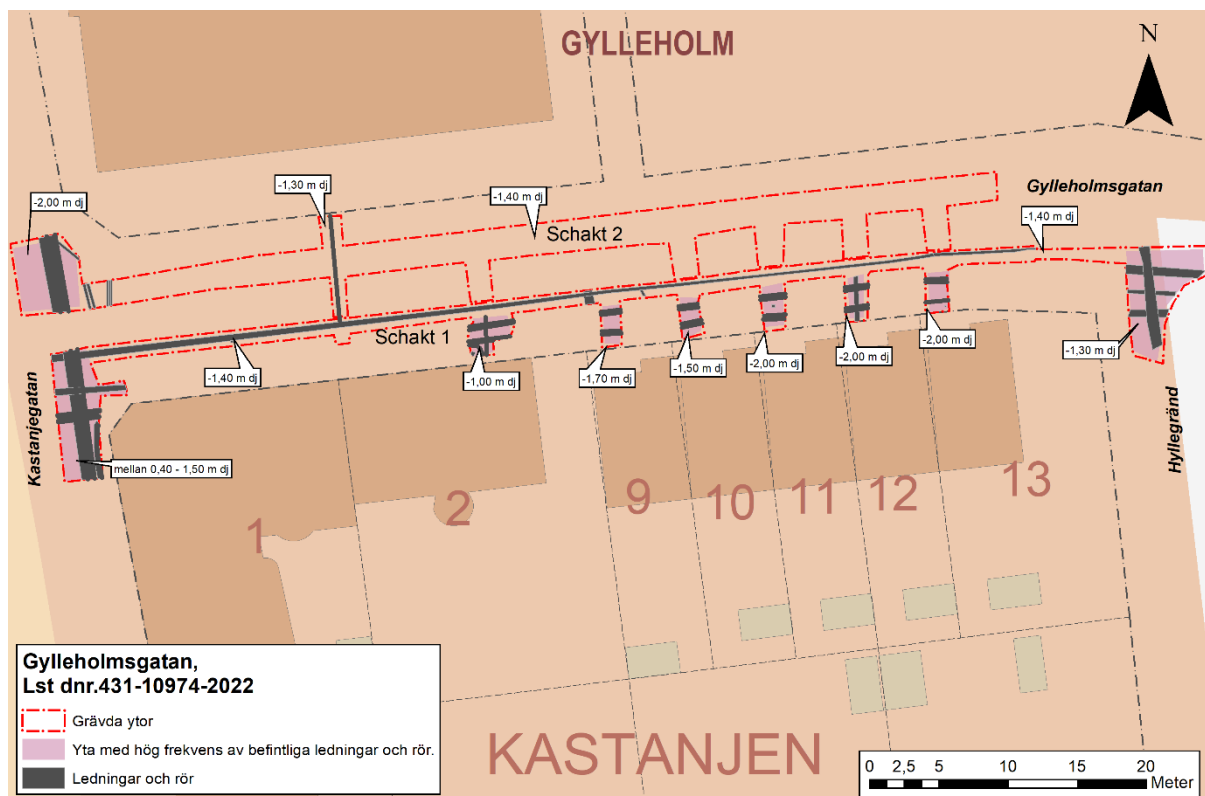 GYLLEHOLM
N
-2,00 m dj
-1,30 m dj
-1,40 m dj
Gylleholmsgatan
-1,40 m dj
Schakt 2
Schakt 1
-1,40 m dj
-1,00 m dj
-1,70 m dj
-1,50 m dj
-2,00 m dj
-2,00 m dj
-2,00 m dj
-1,30 m dj
Kastanjegatan
Hyllegränd
mellan 0,40 - 1,50 m dj
1
2
9
10
11
12
13
KASTANJEN
Gylleholmsgatan,
Lst dnr.431-10974-2022
Grävda ytor
Yta med hög frekvens av befintliga ledningar och rör.
Ledningar och rör
0 2,5 5 10 15 20
Meter